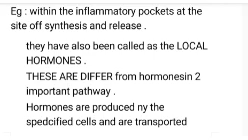 Eg : within the inflammatory pockets at the
site off synthesis and release .
they have also been called as the LOCAL
HORMONES .
THESE ARE DIFFER from hormonesin 2
important pathway .
Hormones are produced ny the
spedcified cells and are transported